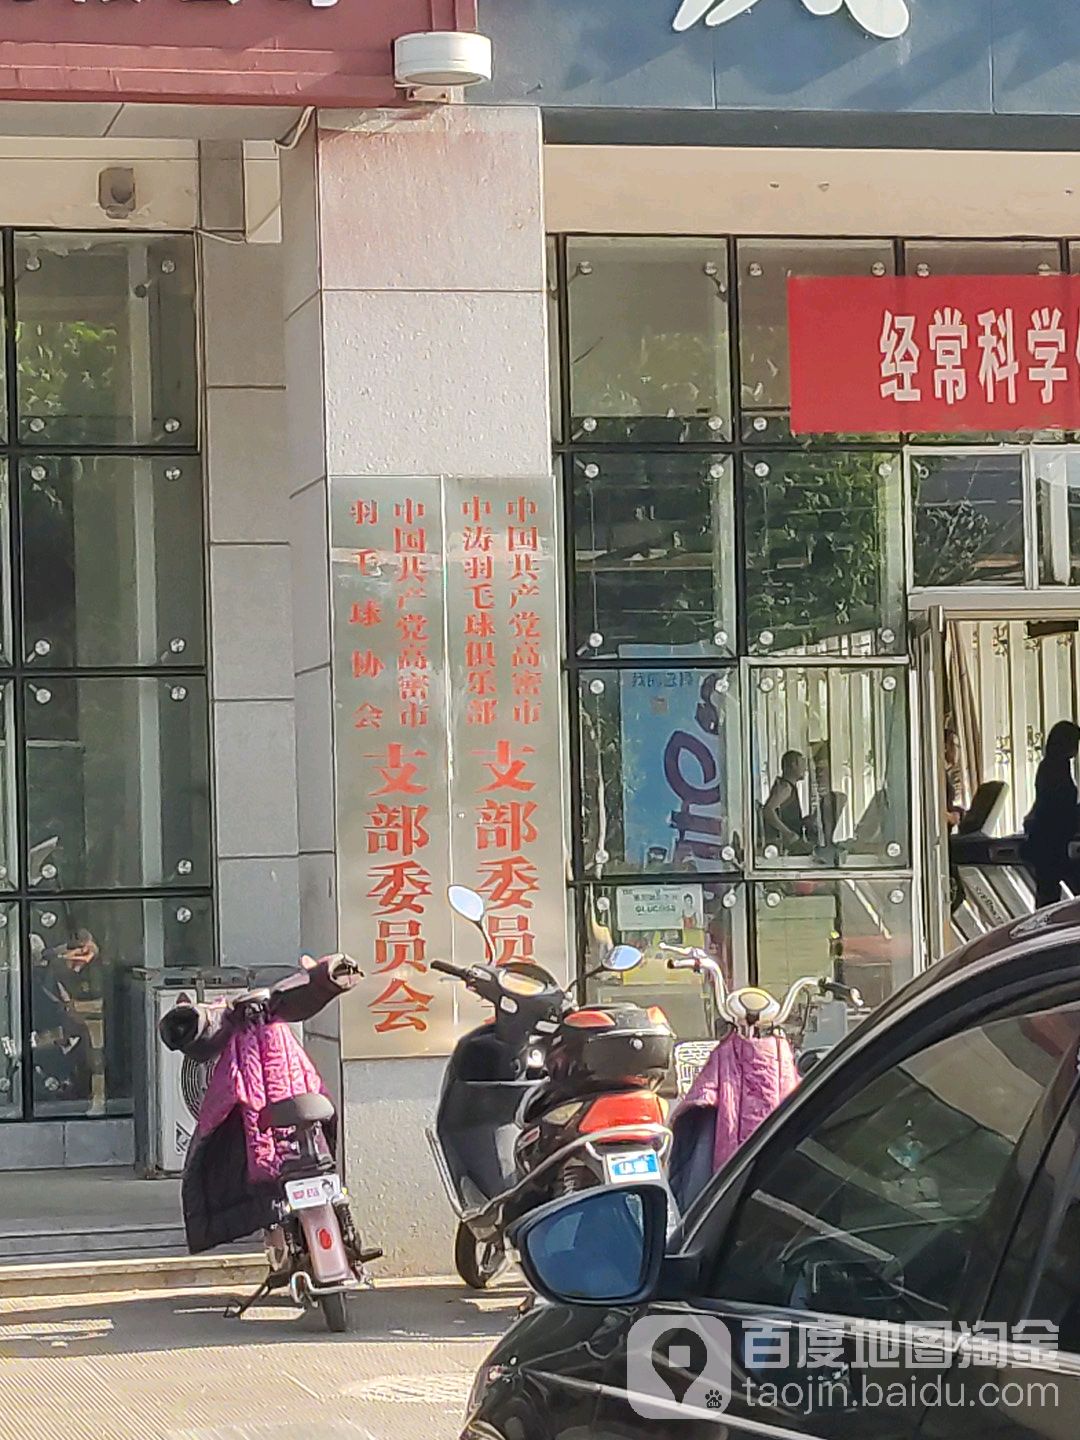 经常科学
中国共产党高密市
中涛羽毛球俱乐部
支部委员
中国共产党高密市
羽毛球协会
支部委员会
GLUCOSE
百度地图淘金
taojin.baidu.com